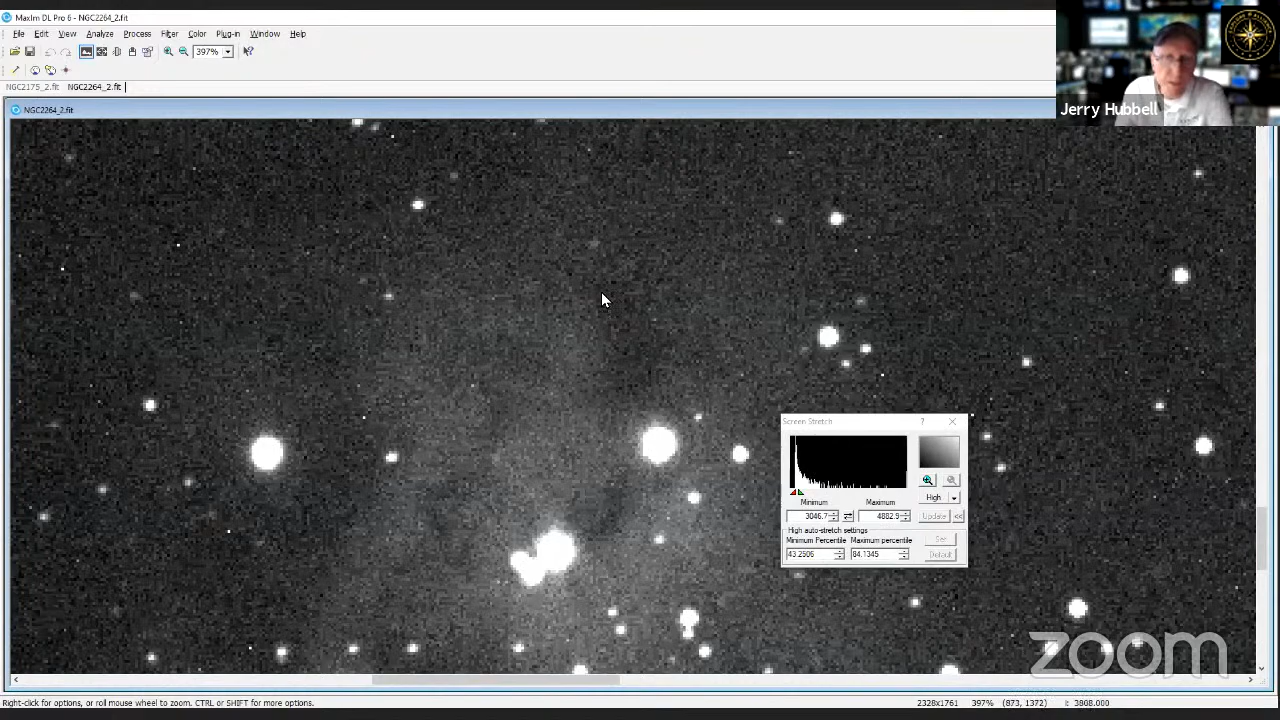 MaxIm DL Pro 6 - NGC2264_2.fit
File Edit View Analyze Process Filter Color Plug-in Window Help
397%
NGC2175_2.fit NGC2264_2.fit
NGC2264_2.fit
Jerry Hubbell
EXPLORE ALLIANCE
Screen Stretch ?
Minimum Maximum
3046.7 4882.9
High
Update <<
High auto-stretch settings
Minimum Percentile Maximum percentile
43.2506 84.1345
Set
Default
zoom
Right-click for options, or roll mouse wheel to zoom. CTRL or SHIFT for more options. 2328x1761 397% (873, 1372) i: 3808.000